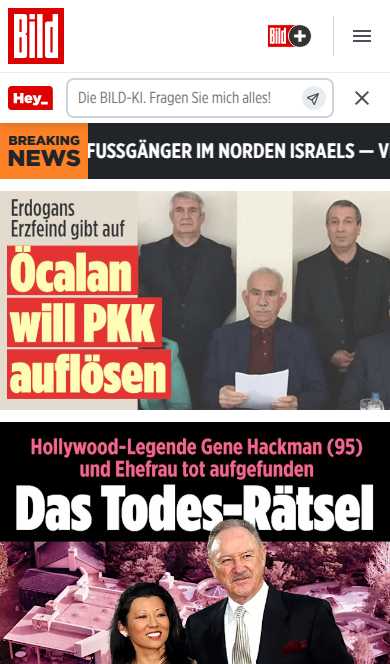 Bild
Bild +
Hey_
Die BILD-KI. Fragen Sie mich alles!
BREAKING
NEWS
FUSSGÄNGER IM NORDEN ISRAELS — V
Erdogans
Erzfeind gibt auf
Öcalan
will PKK
auflösen
Hollywood-Legende Gene Hackman (95)
und Ehefrau tot aufgefunden
Das Todes-Rätsel